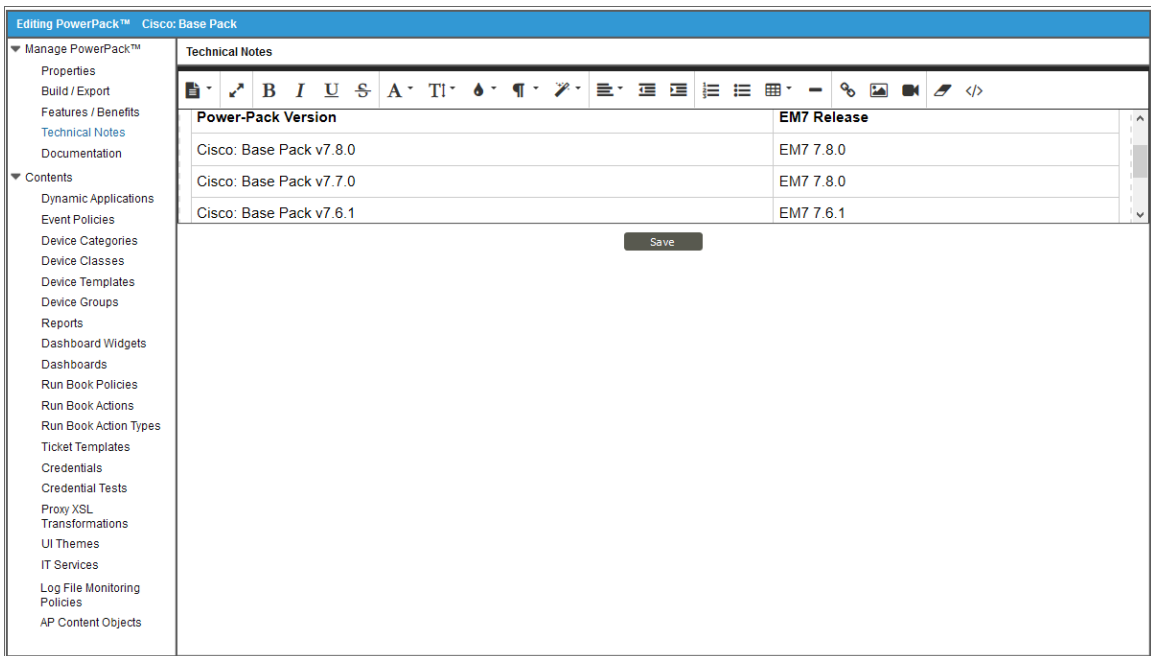 Editing PowerPack™ Cisco: Base Pack
Manage PowerPack™
Properties
Build / Export
Features / Benefits
Technical Notes
Documentation
Contents
Dynamic Applications
Event Policies
Device Categories
Device Classes
Device Templates
Device Groups
Reports
Dashboard Widgets
Dashboards
Run Book Policies
Run Book Actions
Run Book Action Types
Ticket Templates
Credentials
Credential Tests
Proxy XSL
Transformations
UI Themes
IT Services
Log File Monitoring
Policies
AP Content Objects
Technical Notes
B I U S A T
Power-Pack Version EM7 Release
Cisco: Base Pack v7.8.0 EM7 7.8.0
Cisco: Base Pack v7.7.0 EM7 7.8.0
Cisco: Base Pack v7.6.1 EM7 7.6.1
Save